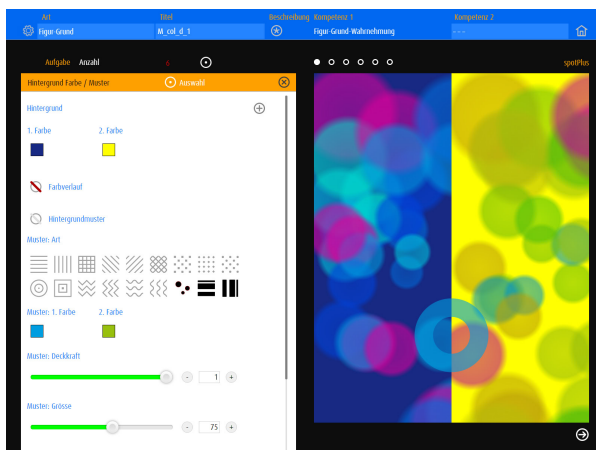 Art Titel Beschreibung Kompetenz 1 Kompetenz 2
Figur-Grund M_col_d_1 Figur-Grund-Wahrnehmung ---
Aufgabe Anzahl 6 spotPlus
Hintergrund Farbe / Muster Auswahl
Hintergrund
1. Farbe 2. Farbe
Farbverlauf
Hintergrundmuster
Muster: Art
Muster: 1. Farbe 2. Farbe
Muster: Deckkraft
- 1 +
Muster: Grösse
- 75 +